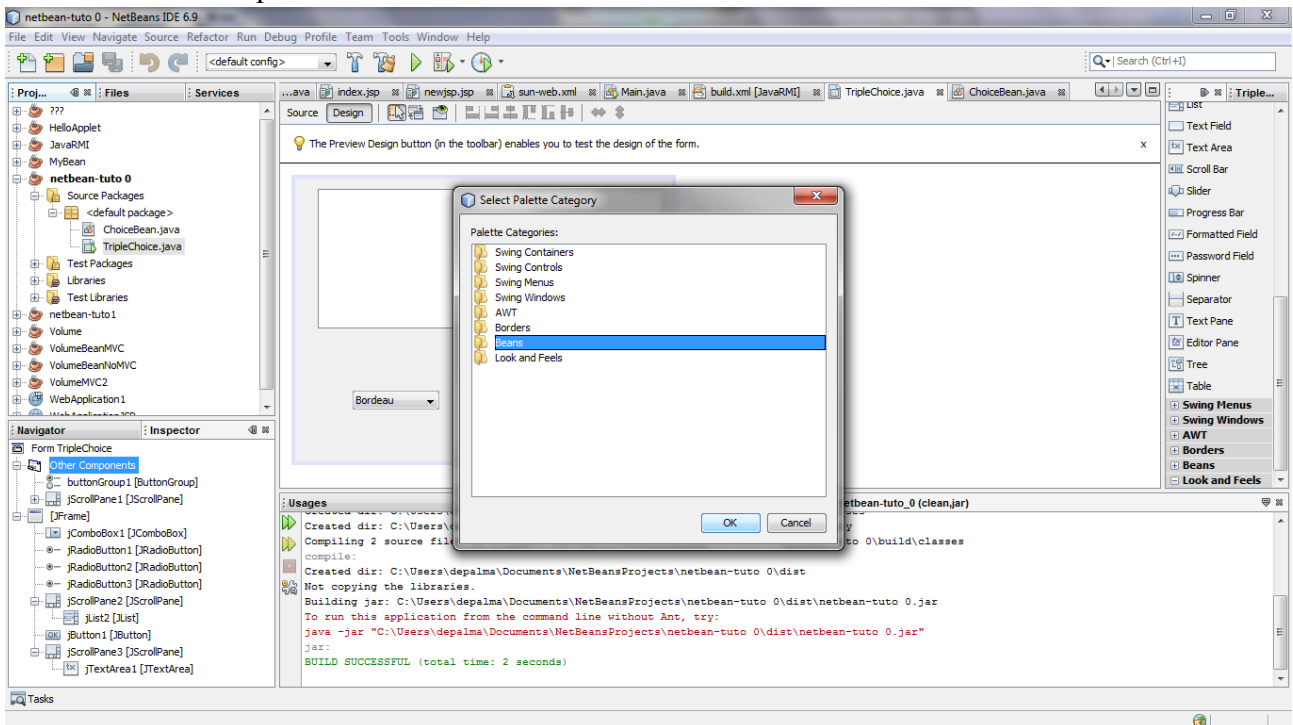 netbean-tuto 0 - NetBeans IDE 6.9
File Edit View Navigate Source Refactor Run Debug Profile Team Tools Window Help
<default config>
Search (Ctrl+I)
Proj... Files Services
???
HelloApplet
JavaRMI
MyBean
netbean-tuto 0
Source Packages
<default package>
ChoiceBean.java
TripleChoice.java
Test Packages
Libraries
Test Libraries
netbean-tuto1
Volume
VolumeBeanMVC
VolumeBeanNoMVC
VolumeMVC2
WebApplication1
Navigator Inspector
Form TripleChoice
Other Components
buttonGroup1 [ButtonGroup]
jScrollPane1 [JScrollPane]
[JFrame]
jComboBox1 [JComboBox]
jRadioButton1 [JRadioButton]
jRadioButton2 [JRadioButton]
jRadioButton3 [JRadioButton]
jScrollPane2 [JScrollPane]
jList2 [JList]
jButton1 [JButton]
jScrollPane3 [JScrollPane]
jTextArea1 [JTextArea]
...ava index.jsp newjsp.jsp sun-web.xml Main.java build.xml [JavaRMI] TripleChoice.java ChoiceBean.java
Source Design
The Preview Design button (in the toolbar) enables you to test the design of the form. x
Bordeau
Select Palette Category
Palette Categories:
Swing Containers
Swing Controls
Swing Menus
Swing Windows
AWT
Borders
Beans
Look and Feels
OK Cancel
Triple...
List
Text Field
Text Area
Scroll Bar
Slider
Progress Bar
Formatted Field
Password Field
Spinner
Separator
Text Pane
Editor Pane
Tree
Table
Swing Menus
Swing Windows
AWT
Borders
Beans
Look and Feels
Usages etbean-tuto_0 (clean,jar)
Created dir: C:\Users\
Compiling 2 source file to 0\build\classes
compile:
Created dir: C:\Users\depalma\Documents\NetBeansProjects\netbean-tuto 0\dist
Not copying the libraries.
Building jar: C:\Users\depalma\Documents\NetBeansProjects\netbean-tuto 0\dist\netbean-tuto 0.jar
To run this application from the command line without Ant, try:
java -jar "C:\Users\depalma\Documents\NetBeansProjects\netbean-tuto 0\dist\netbean-tuto 0.jar"
jar:
BUILD SUCCESSFUL (total time: 2 seconds)
Tasks